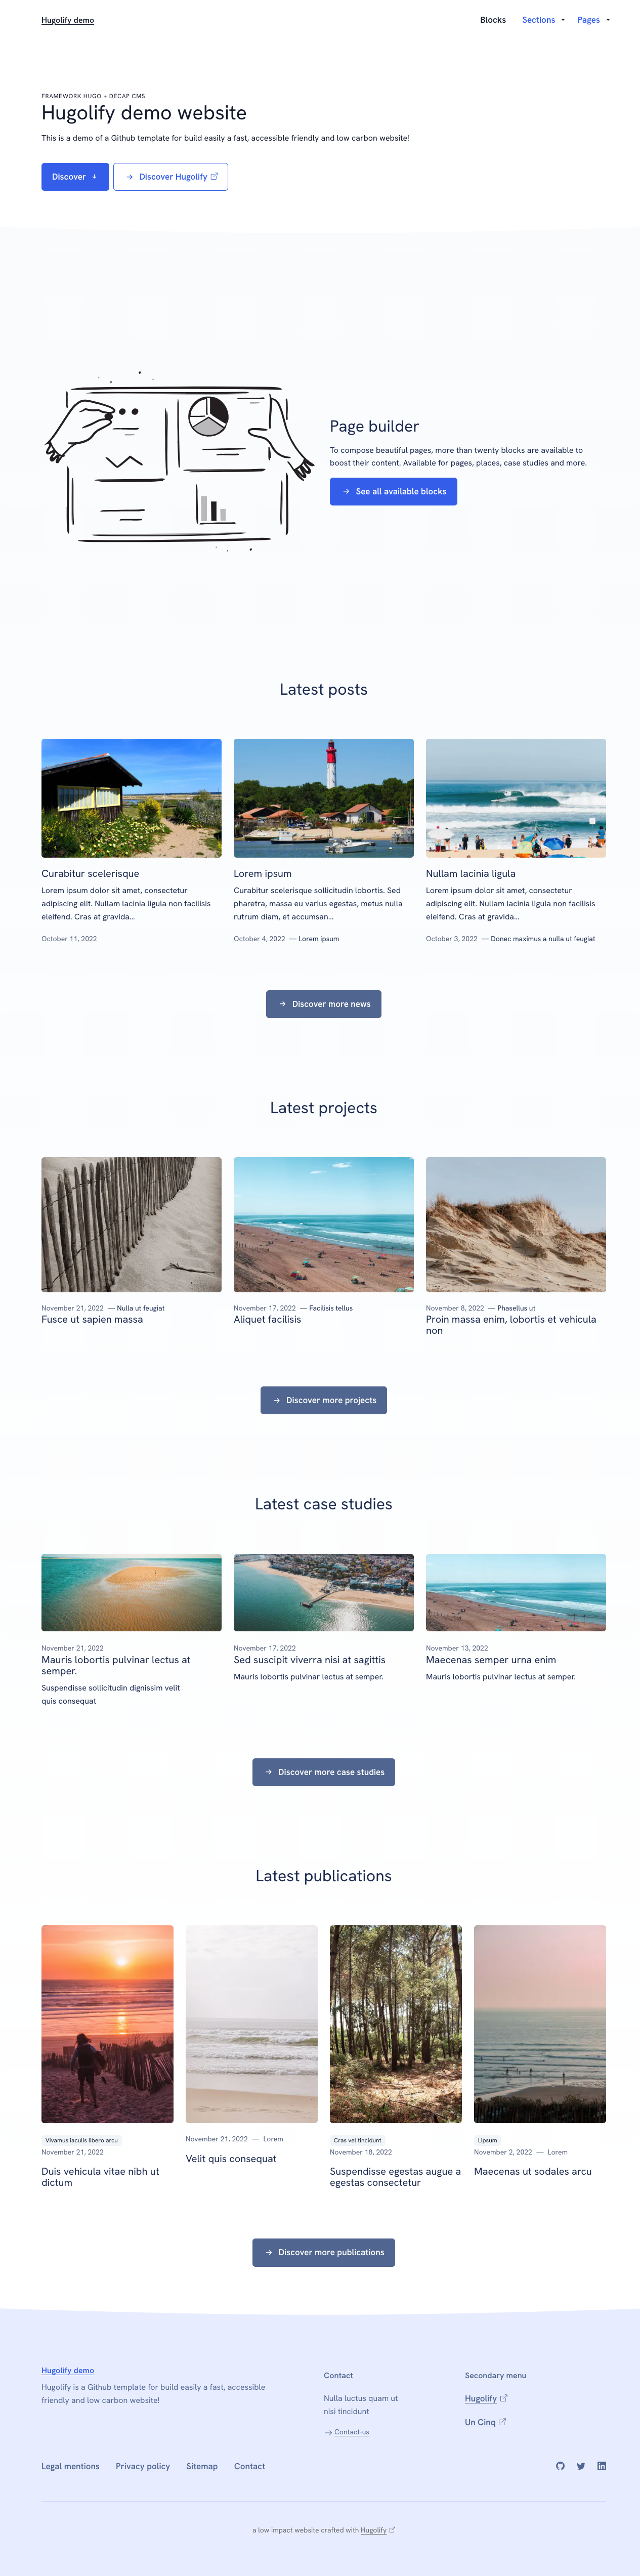 Hugolify demo
Blocks Sections Pages
FRAMEWORK HUGO + DECAP CMS
Hugolify demo website
This is a demo of a Github template for build easily a fast, accessible friendly and low carbon website!
Discover
Discover Hugolify
Page builder
To compose beautiful pages, more than twenty blocks are available to
boost their content. Available for pages, places, case studies and more.
See all available blocks
Latest posts
Curabitur scelerisque
Lorem ipsum dolor sit amet, consectetur
adipiscing elit. Nullam lacinia ligula non facilisis
eleifend. Cras at gravida...
October 11, 2022
Lorem ipsum
Curabitur scelerisque sollicitudin lobortis. Sed
pharetra, massa eu varius egestas, metus nulla
rutrum diam, et accumsan...
October 4, 2022 — Lorem ipsum
Nullam lacinia ligula
Lorem ipsum dolor sit amet, consectetur
adipiscing elit. Nullam lacinia ligula non facilisis
eleifend. Cras at gravida...
October 3, 2022 — Donec maximus a nulla ut feugiat
Discover more news
Latest projects
November 21, 2022 — Nulla ut feugiat
Fusce ut sapien massa
November 17, 2022 — Facilisis tellus
Aliquet facilisis
November 8, 2022 — Phasellus ut
Proin massa enim, lobortis et vehicula
non
Discover more projects
Latest case studies
November 21, 2022
Mauris lobortis pulvinar lectus at
semper.
Suspendisse sollicitudin dignissim velit
quis consequat
November 17, 2022
Sed suscipit viverra nisi at sagittis
Mauris lobortis pulvinar lectus at semper.
November 13, 2022
Maecenas semper urna enim
Mauris lobortis pulvinar lectus at semper.
Discover more case studies
Latest publications
Vivamus iaculis libero arcu
November 21, 2022
Duis vehicula vitae nibh ut
dictum
November 21, 2022 — Lorem
Velit quis consequat
Cras vel tincidunt
November 18, 2022
Suspendisse egestas augue a
egestas consectetur
Lipsum
November 2, 2022 — Lorem
Maecenas ut sodales arcu
Discover more publications
Hugolify demo
Hugolify is a Github template for build easily a fast, accessible
friendly and low carbon website!
Contact
Nulla luctus quam ut
nisi tincidunt
Contact-us
Secondary menu
Hugolify
Un Cinq
Legal mentions Privacy policy Sitemap Contact
a low impact website crafted with Hugolify